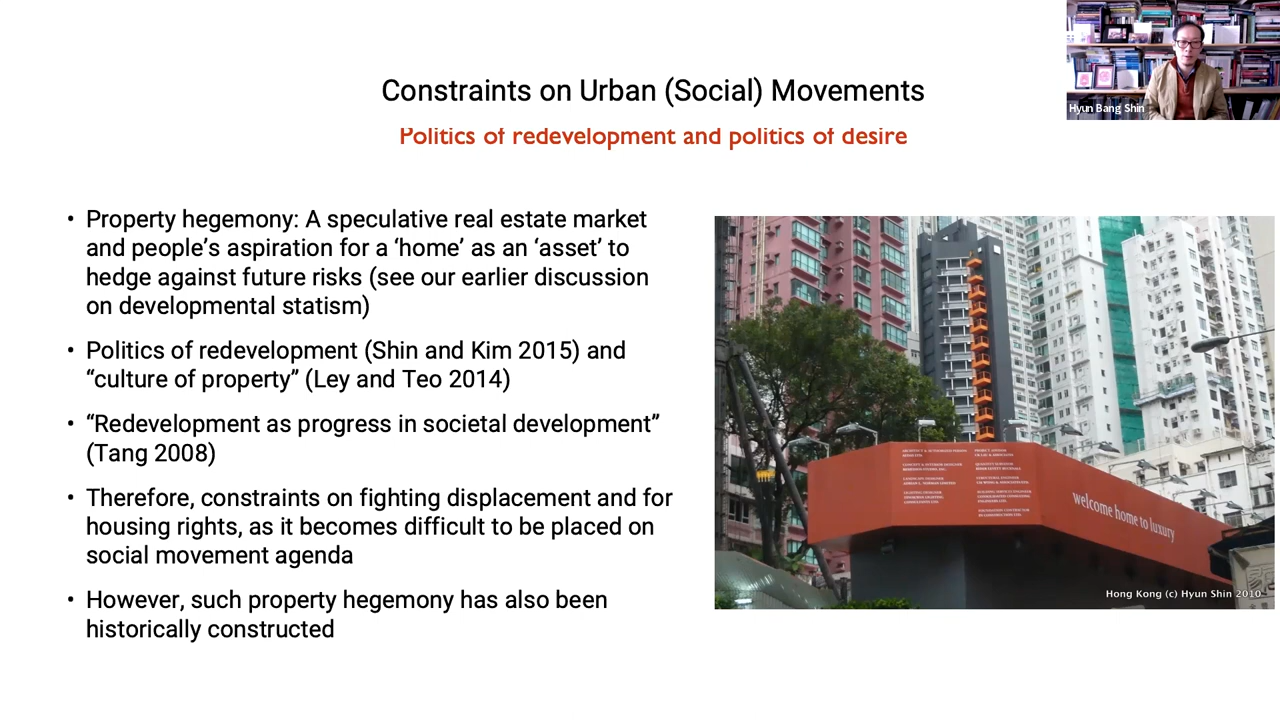 Constraints on Urban (Social) Movements
Politics of redevelopment and politics of desire
Hyun Bang Shin
• Property hegemony: A speculative real estate market
and people’s aspiration for a ‘home’ as an ‘asset’ to
hedge against future risks (see our earlier discussion
on developmental statism)
• Politics of redevelopment (Shin and Kim 2015) and
“culture of property” (Ley and Teo 2014)
• “Redevelopment as progress in societal development”
(Tang 2008)
• Therefore, constraints on fighting displacement and for
housing rights, as it becomes difficult to be placed on
social movement agenda
• However, such property hegemony has also been
historically constructed
welcome home to luxury
Hong Kong (c) Hyun Shin 2010